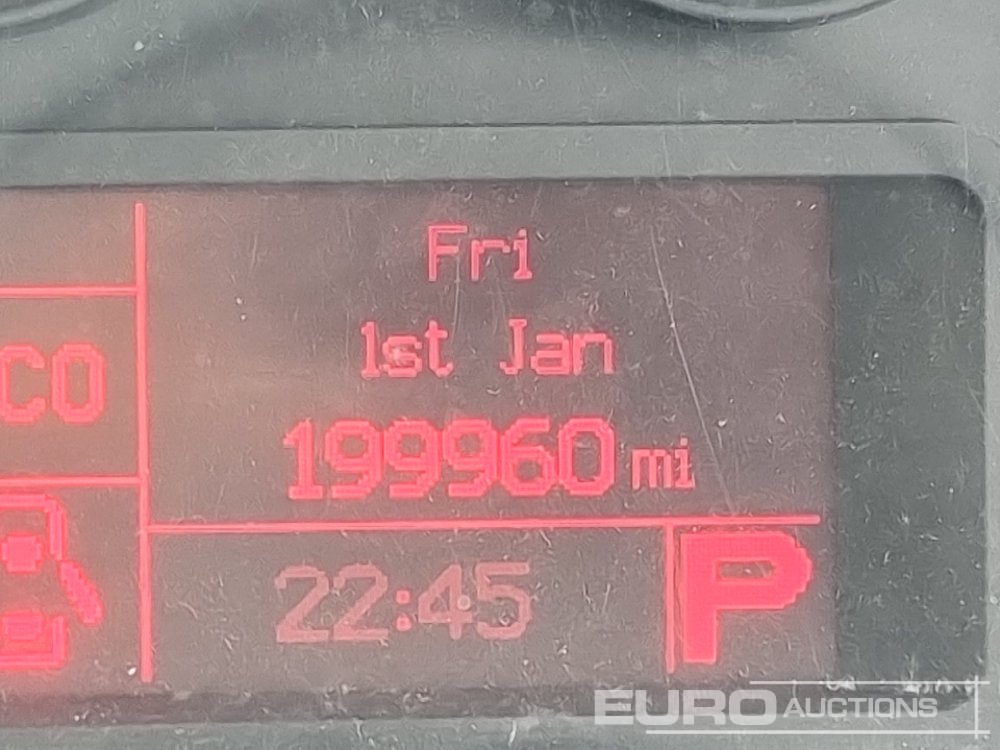 Fri
1st Jan
CO
199960 mi
22:45
P
EURO AUCTIONS